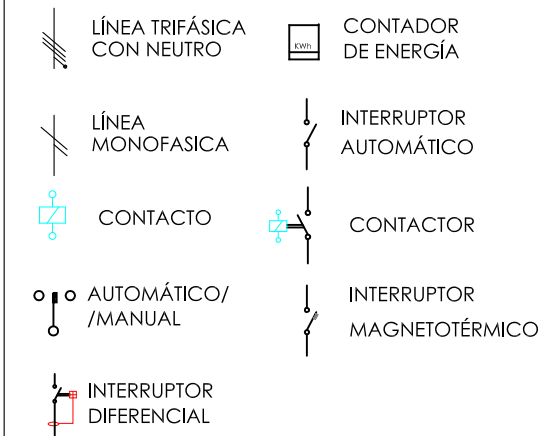 LÍNEA TRIFÁSICA
CON NEUTRO
KWh
CONTADOR
DE ENERGÍA
LÍNEA
MONOFASICA
INTERRUPTOR
AUTOMÁTICO
CONTACTO
CONTACTOR
AUTOMÁTICO/
/MANUAL
INTERRUPTOR
MAGNETOTÉRMICO
INTERRUPTOR
DIFERENCIAL